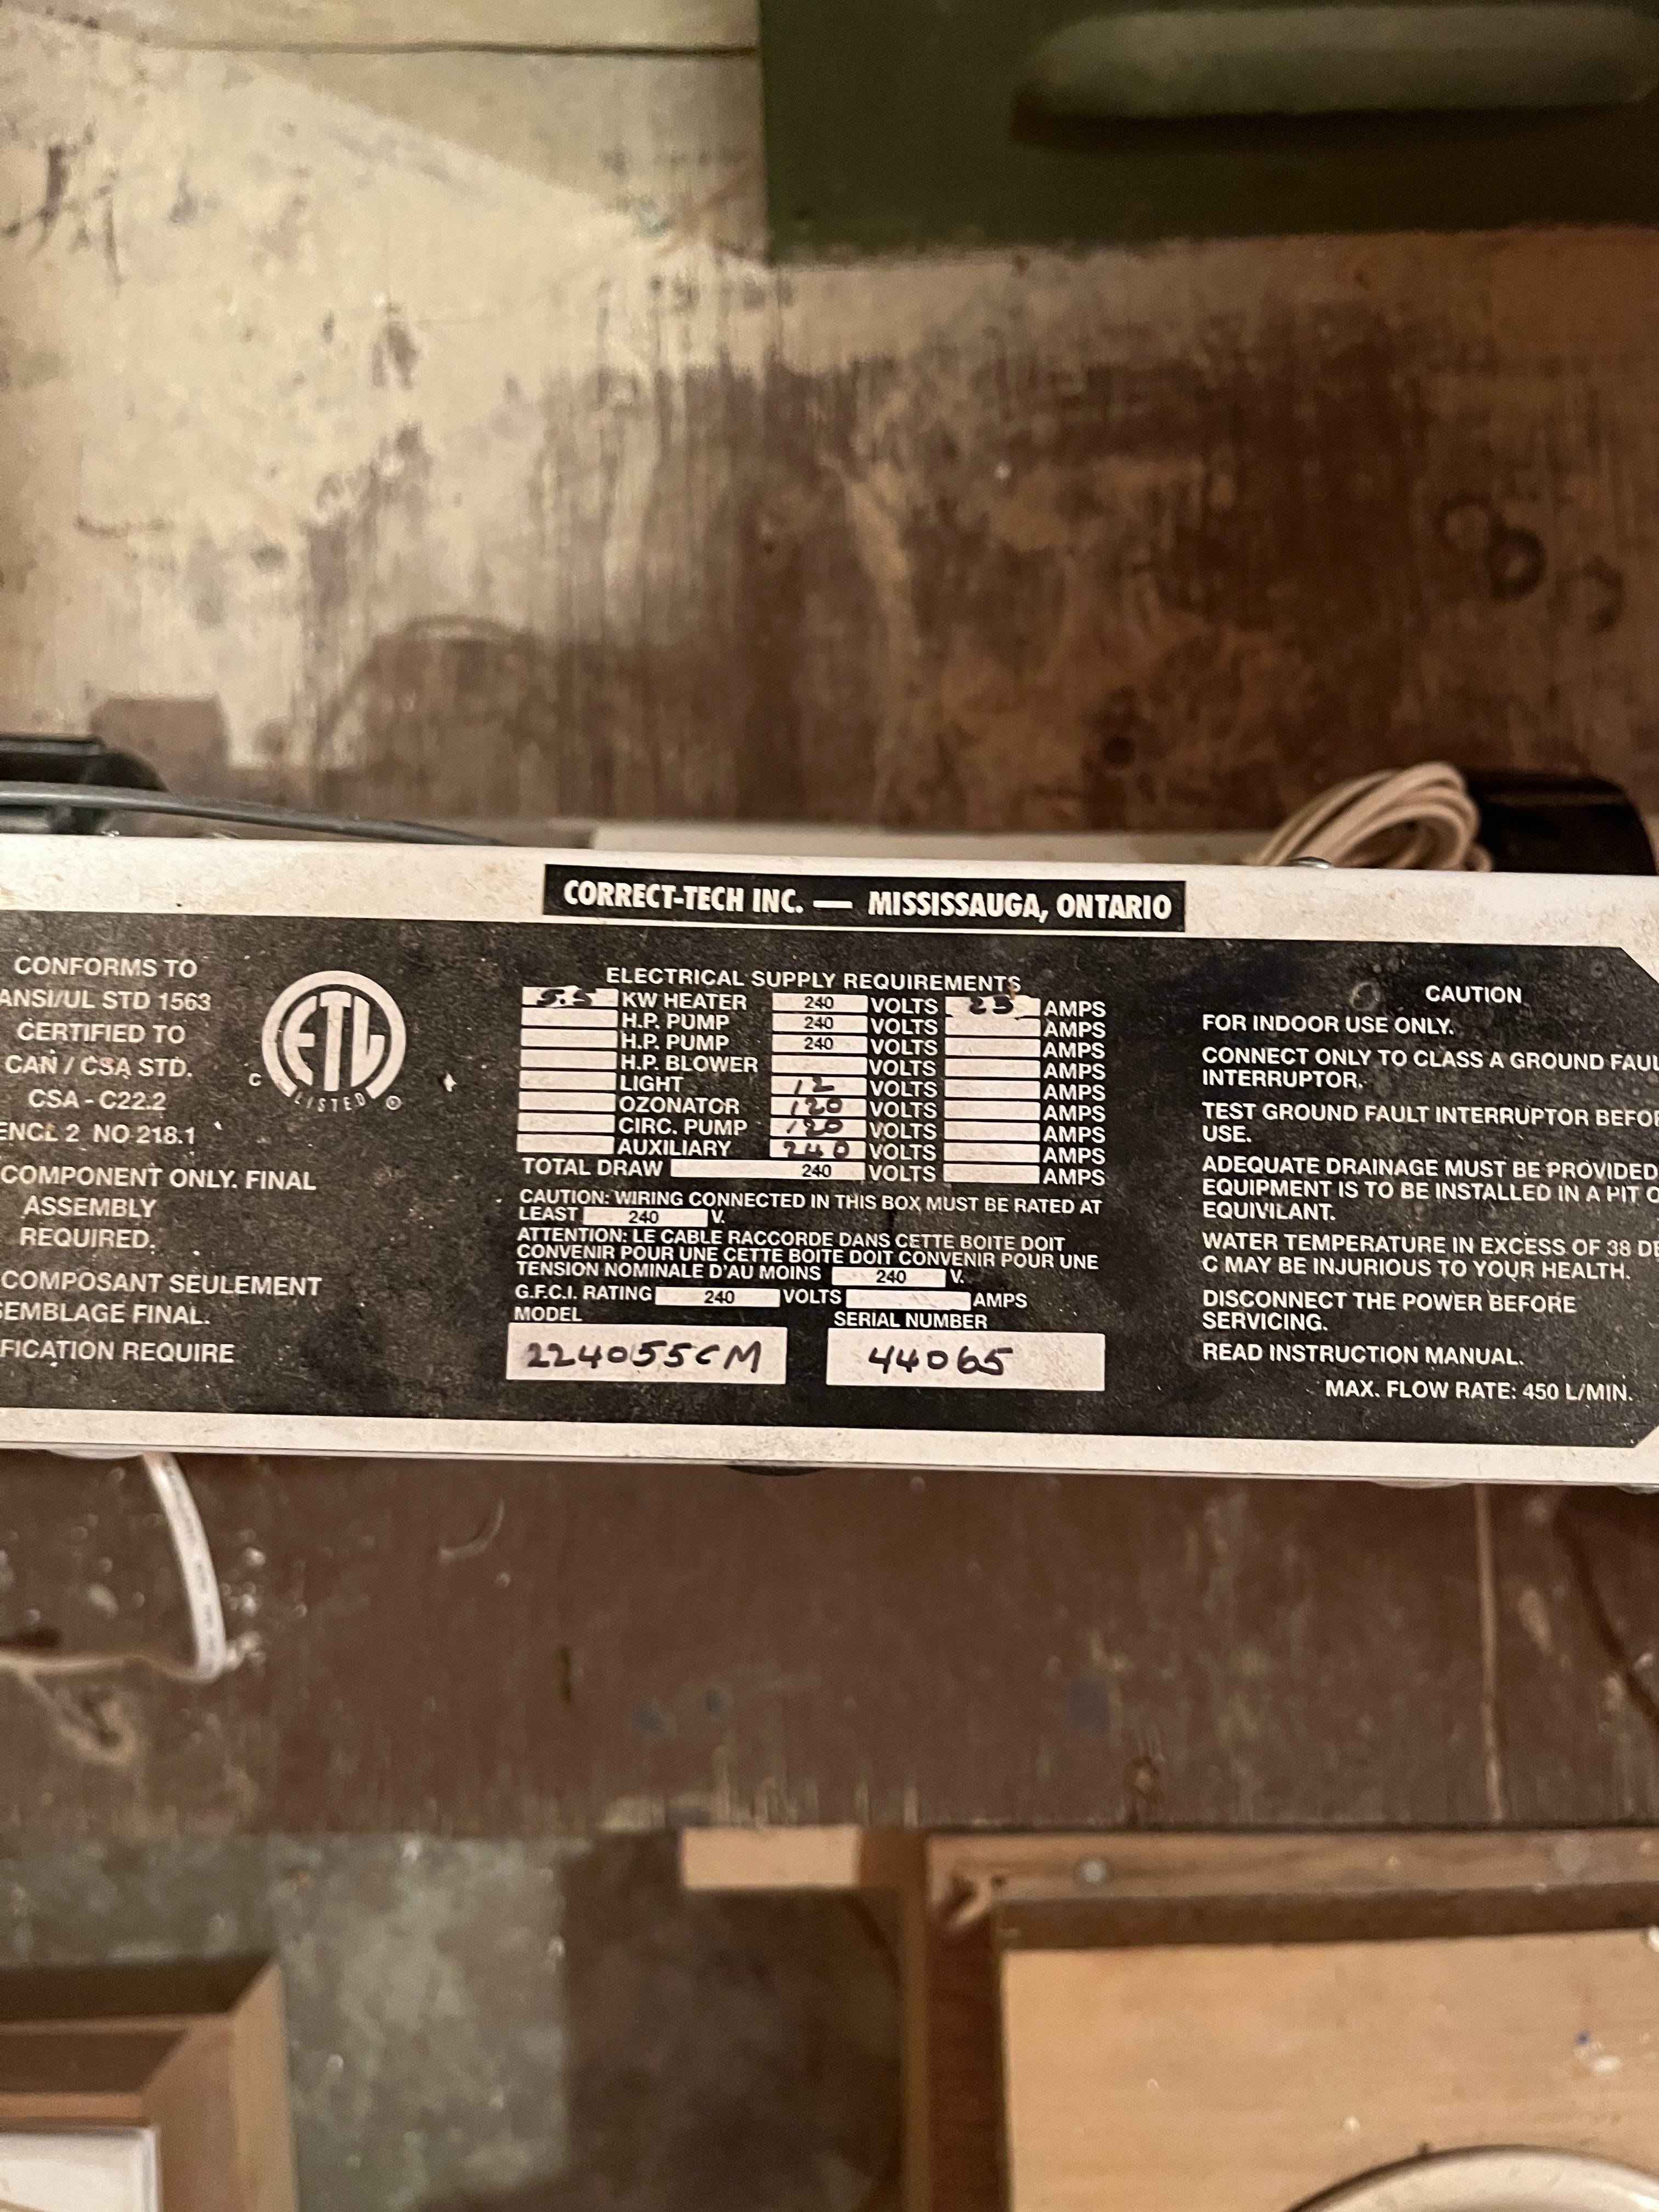 CORRECT-TECH INC. — MISSISSAUGA, ONTARIO
CONFORMS TO
ANSI/UL STD 1563
CERTIFIED TO
CAN / CSA STD.
CSA - C22.2
ENCL 2 NO 218.1
COMPONENT ONLY. FINAL
ASSEMBLY
REQUIRED.
COMPOSANT SEULEMENT
SEMBLAGE FINAL.
FICATION REQUIRE
C ETL LISTED
ELECTRICAL SUPPLY REQUIREMENTS
5.5 KW HEATER 240 VOLTS 23 AMPS
H.P. PUMP 240 VOLTS AMPS
H.P. PUMP 240 VOLTS AMPS
H.P. BLOWER VOLTS AMPS
LIGHT 12 VOLTS AMPS
OZONATOR 120 VOLTS AMPS
CIRC. PUMP 120 VOLTS AMPS
AUXILIARY 240 VOLTS AMPS
TOTAL DRAW 240 VOLTS AMPS
CAUTION: WIRING CONNECTED IN THIS BOX MUST BE RATED AT
LEAST 240 V.
ATTENTION: LE CABLE RACCORDE DANS CETTE BOITE DOIT
CONVENIR POUR UNE CETTE BOITE DOIT CONVENIR POUR UNE
TENSION NOMINALE D'AU MOINS 240 V.
G.F.C.I. RATING 240 VOLTS AMPS
MODEL SERIAL NUMBER
224055CM 44065
CAUTION
FOR INDOOR USE ONLY.
CONNECT ONLY TO CLASS A GROUND FAUL
INTERRUPTOR.
TEST GROUND FAULT INTERRUPTOR BEFO
USE.
ADEQUATE DRAINAGE MUST BE PROVIDED
EQUIPMENT IS TO BE INSTALLED IN A PIT O
EQUIVILANT.
WATER TEMPERATURE IN EXCESS OF 38 DE
C MAY BE INJURIOUS TO YOUR HEALTH.
DISCONNECT THE POWER BEFORE
SERVICING.
READ INSTRUCTION MANUAL.
MAX. FLOW RATE: 450 L/MIN.